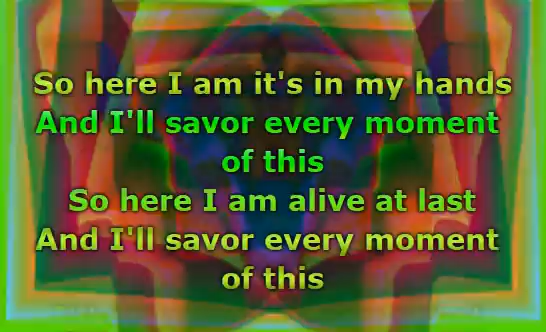 So here I am it's in my hands
And I'll savor every moment
of this
So here I am alive at last
And I'll savor every moment
of this